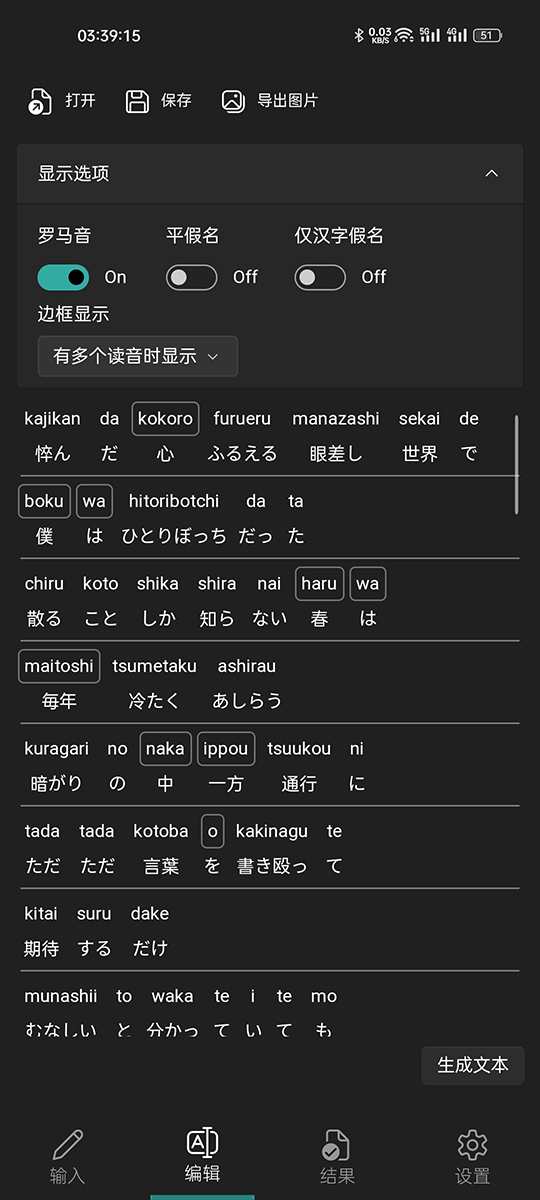 03:39:15 0.03 KB/S 6 5G 4G 51
打开 保存 导出图片
显示选项
罗马音 平假名 仅汉字假名
On Off Off
边框显示
有多个读音时显示
kajikan da kokoro furueru manazashi sekai de
悴ん だ 心 ふるえる 眼差し 世界 で
boku wa hitoribotchi da ta
僕 は ひとりぼっち だっ た
chiru koto shika shira nai haru wa
散る こと しか 知ら ない 春 は
maitoshi tsumetaku ashirau
毎年 冷たく あしらう
kuragari no naka ippou tsuukou ni
暗がり の 中 一方 通行 に
tada tada kotoba o kakinagu te
ただ ただ 言葉 を 書き殴っ て
kitai suru dake
期待 する だけ
munashii to waka te i te mo
むなしい と 分かっ て い て も
生成文本
输入 编辑 结果 设置